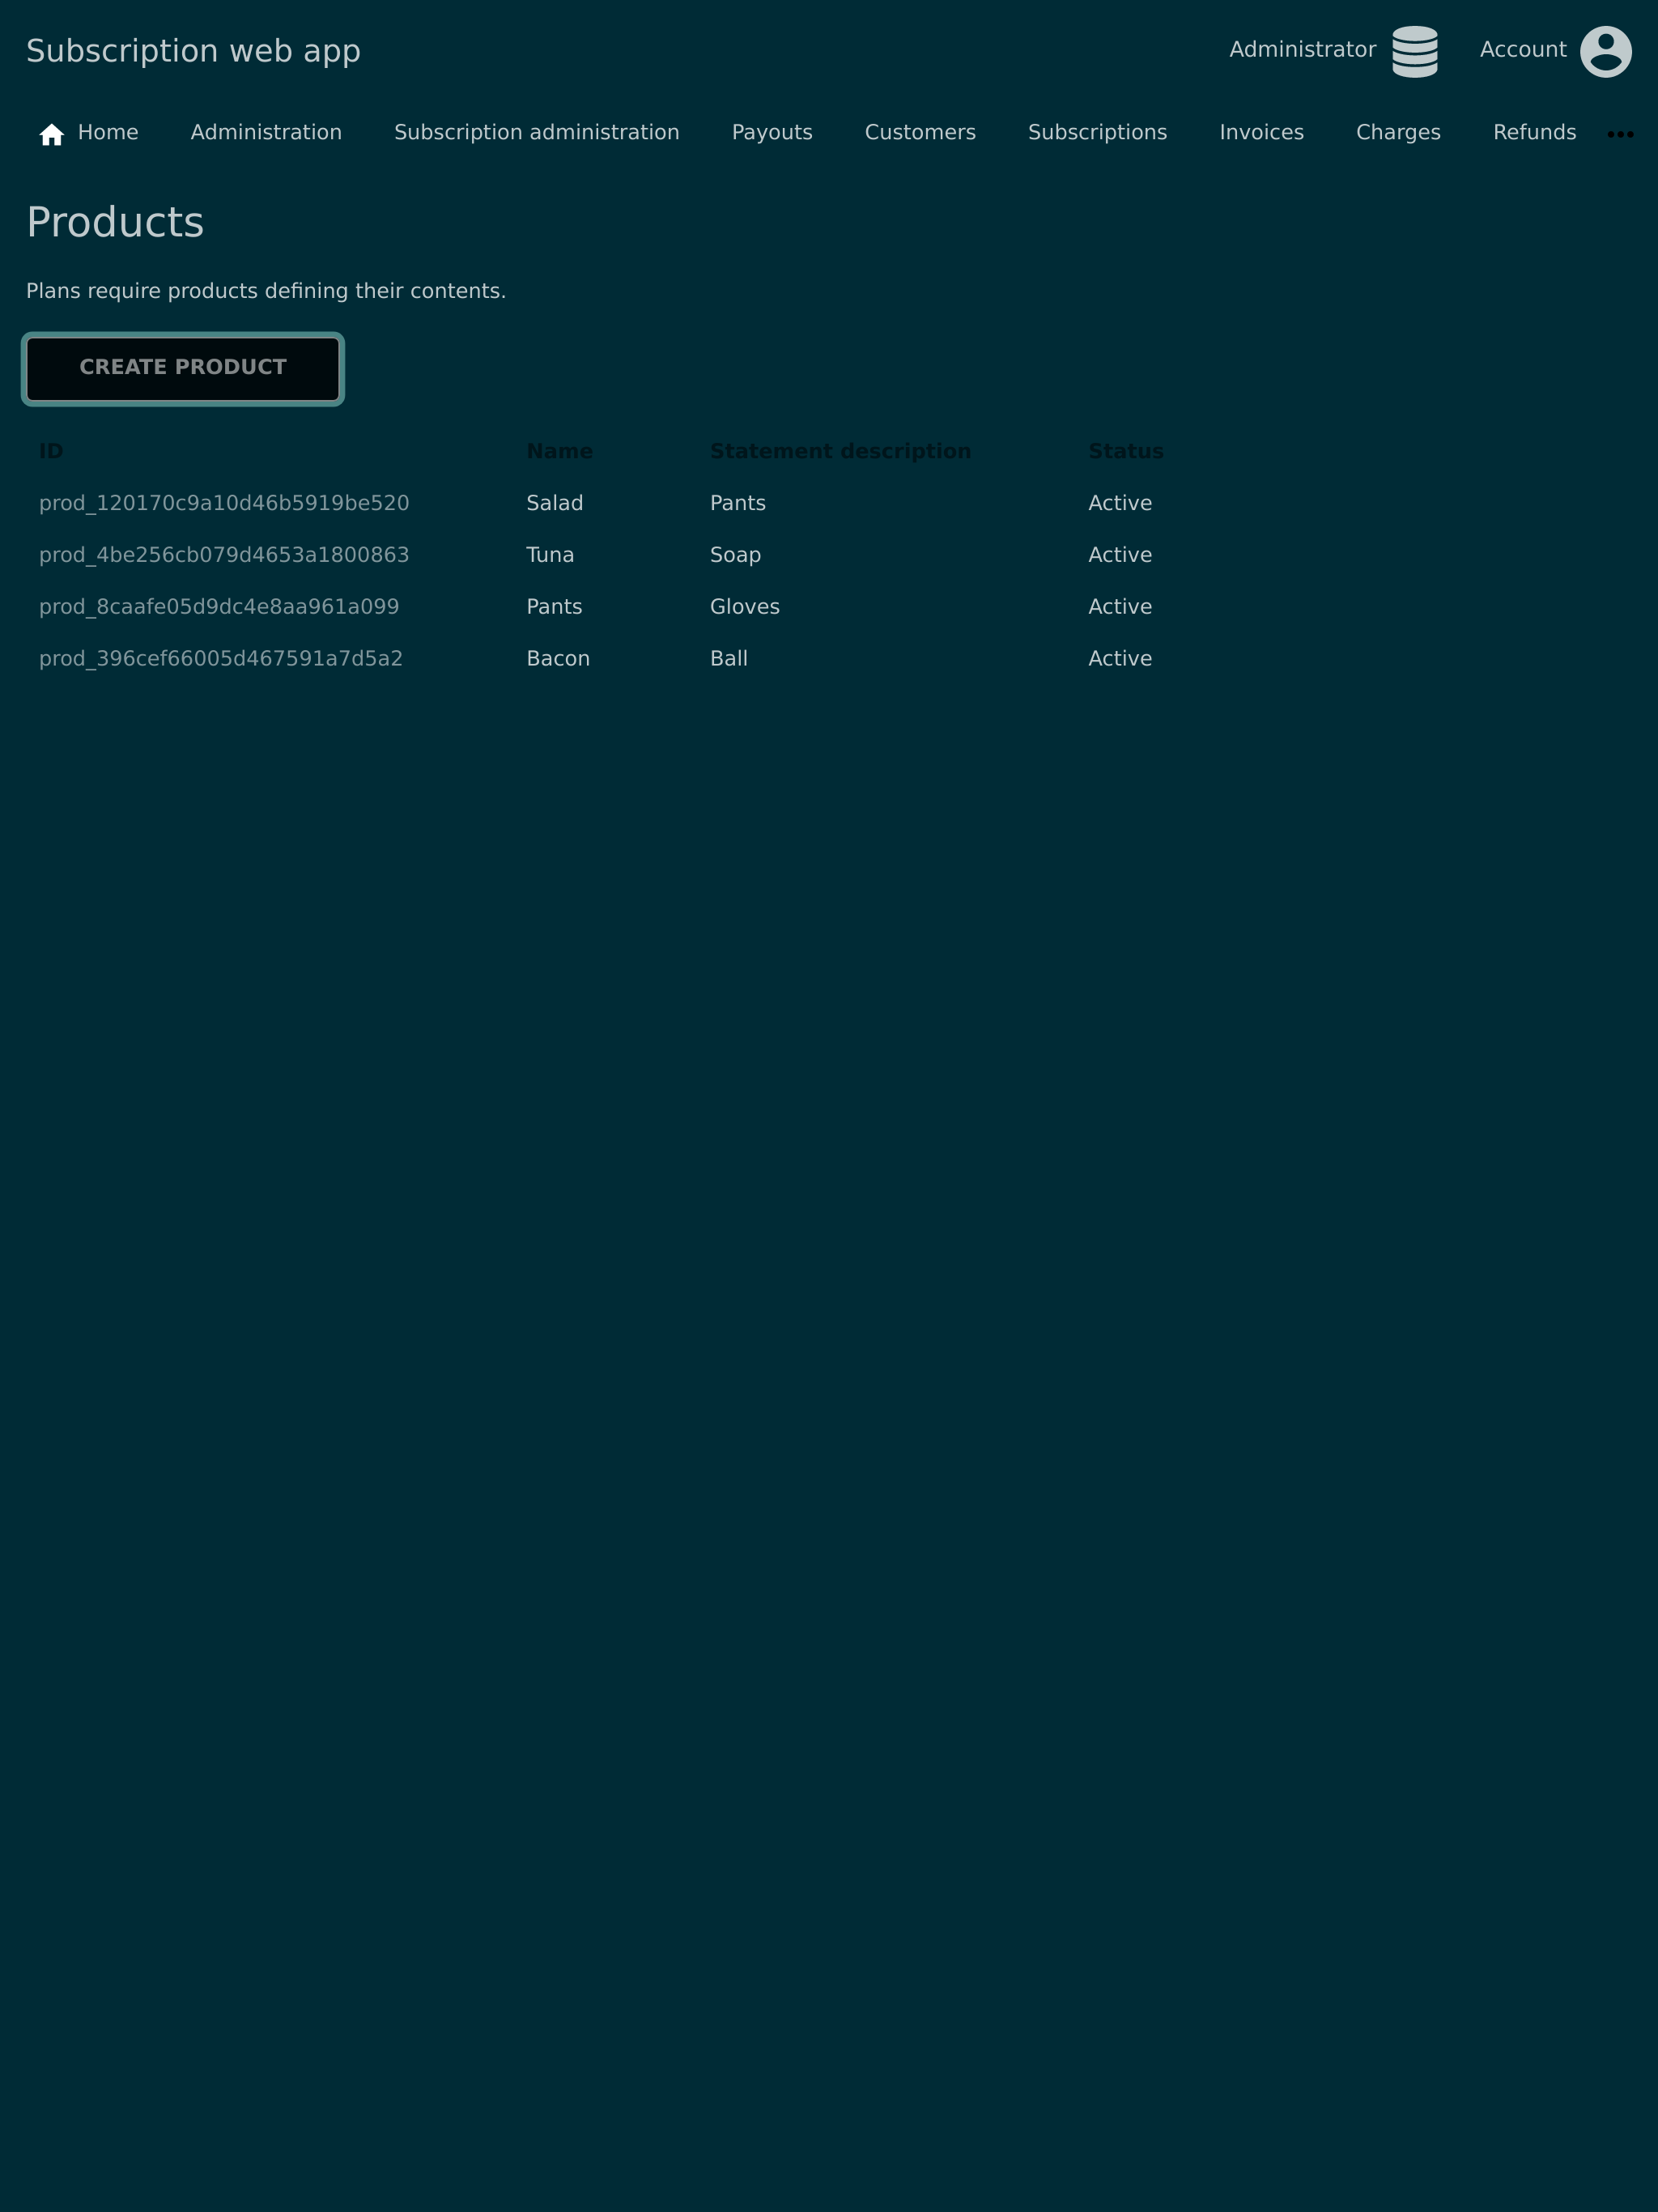 Subscription web app
Administrator
Account
Home Administration Subscription administration Payouts Customers Subscriptions Invoices Charges Refunds
Products
Plans require products defining their contents.
CREATE PRODUCT
ID Name Statement description Status
prod_120170c9a10d46b5919be520 Salad Pants Active
prod_4be256cb079d4653a1800863 Tuna Soap Active
prod_8caafe05d9dc4e8aa961a099 Pants Gloves Active
prod_396cef66005d467591a7d5a2 Bacon Ball Active